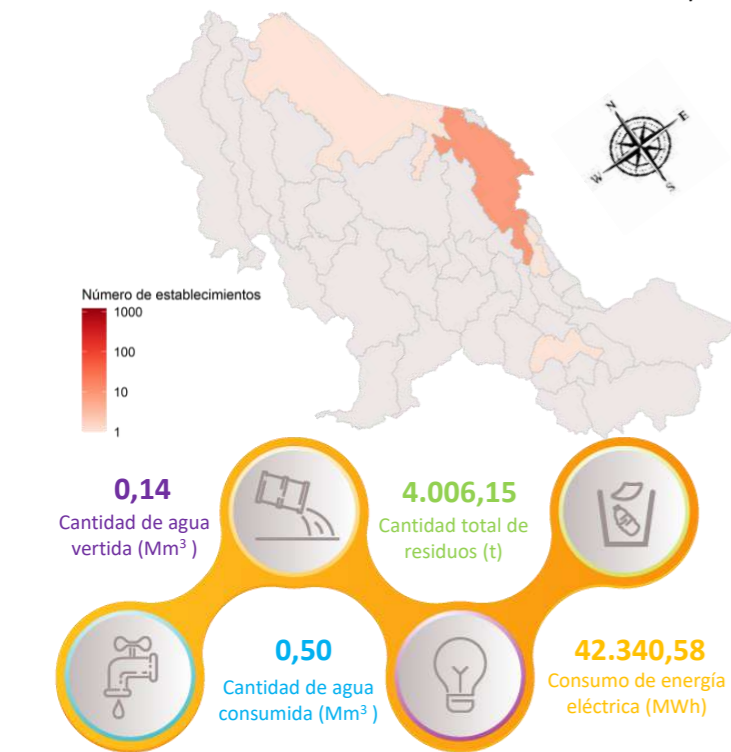 N
E
W
S
Número de establecimientos
1000
100
10
1
0,14
Cantidad de agua
vertida (Mm³ )
4.006,15
Cantidad total de
residuos (t)
0,50
Cantidad de agua
consumida (Mm³ )
42.340,58
Consumo de energía
eléctrica (MWh)